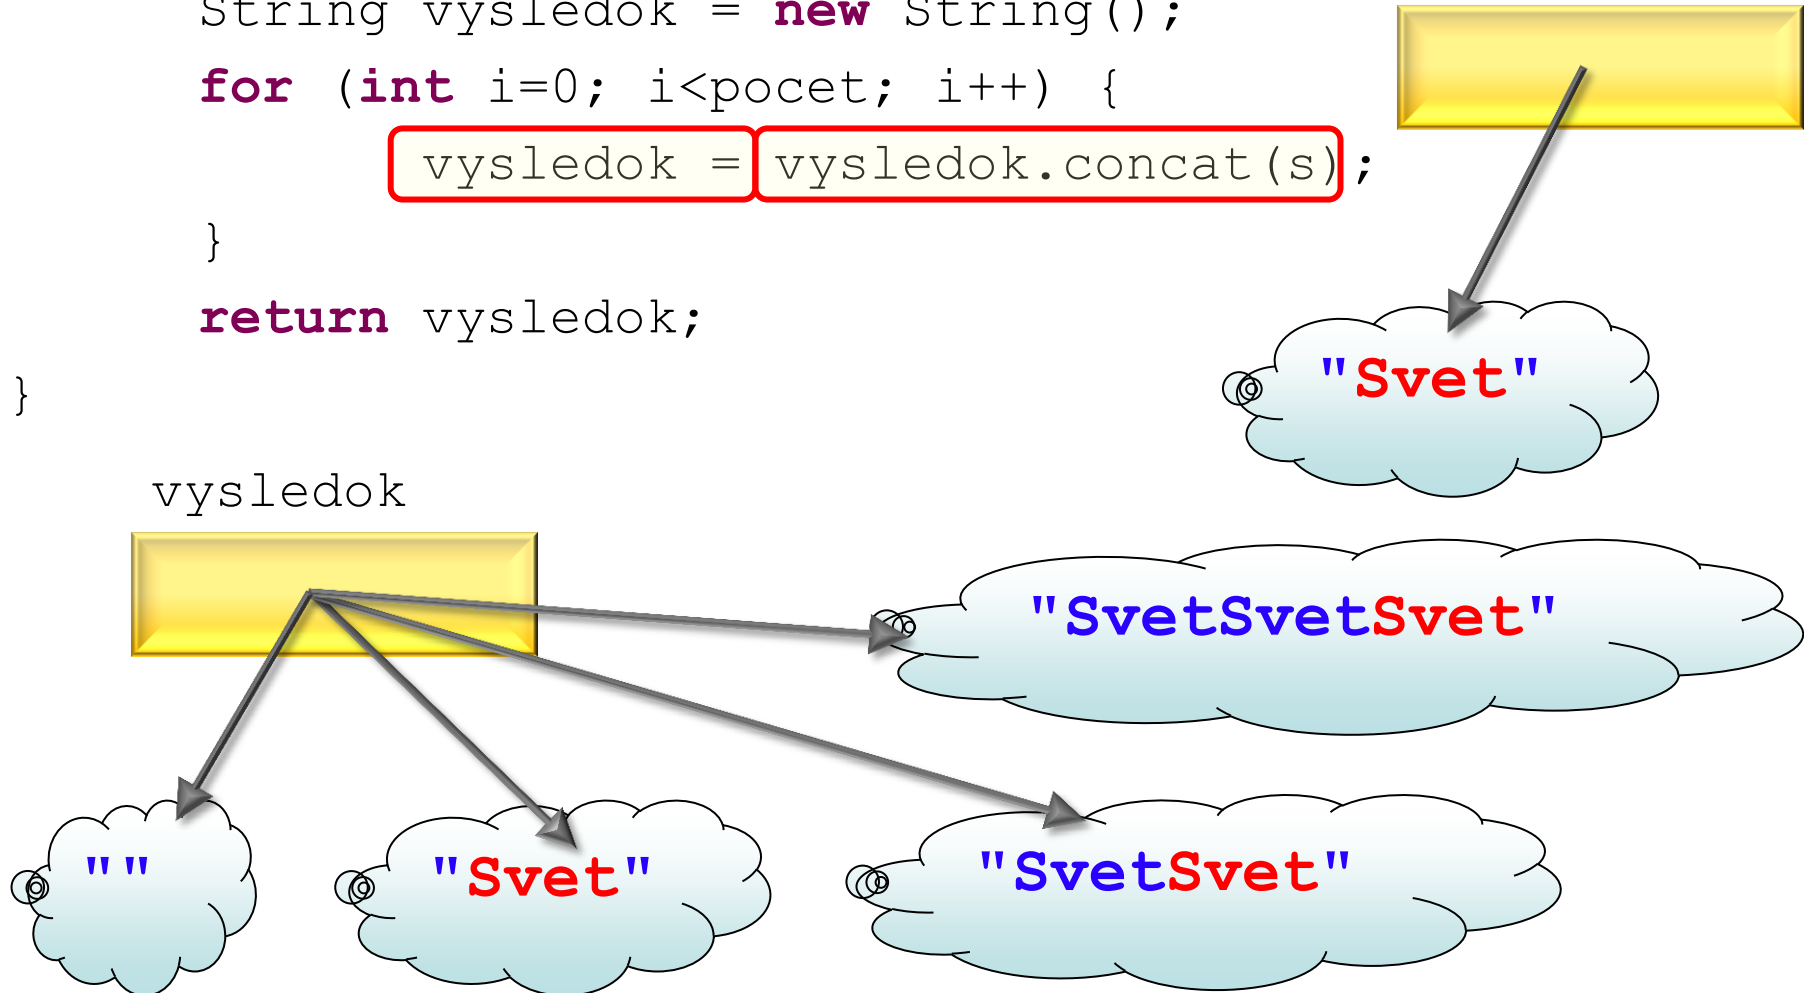 String vysledok = new String();
for (int i=0; i<pocet; i++) {
vysledok = vysledok.concat(s);
}
return vysledok;
}
"Svet"
vysledok
"SvetSvetSvet"
""
"Svet"
"SvetSvet"